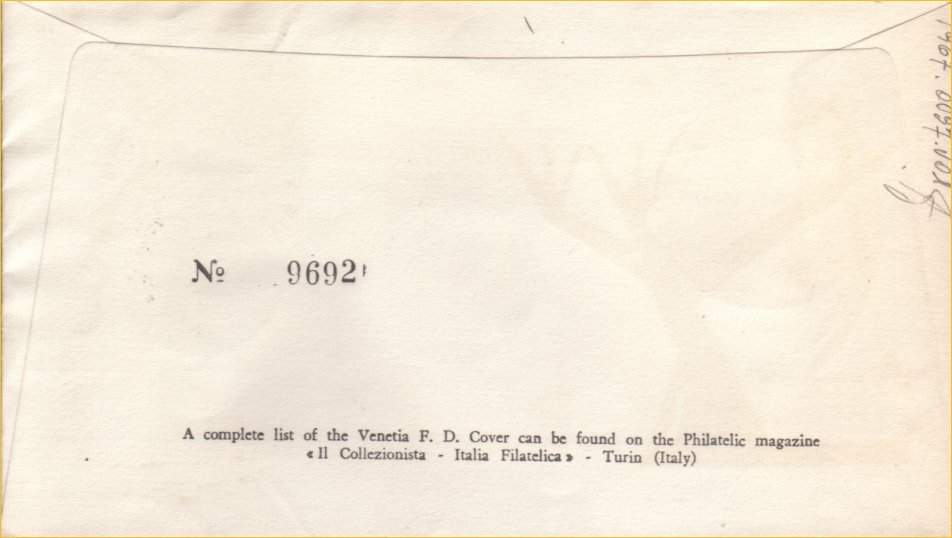 № 9692
A complete list of the Venetia F. D. Cover can be found on the Philatelic magazine
« Il Collezionista - Italia Filatelica » - Turin (Italy)